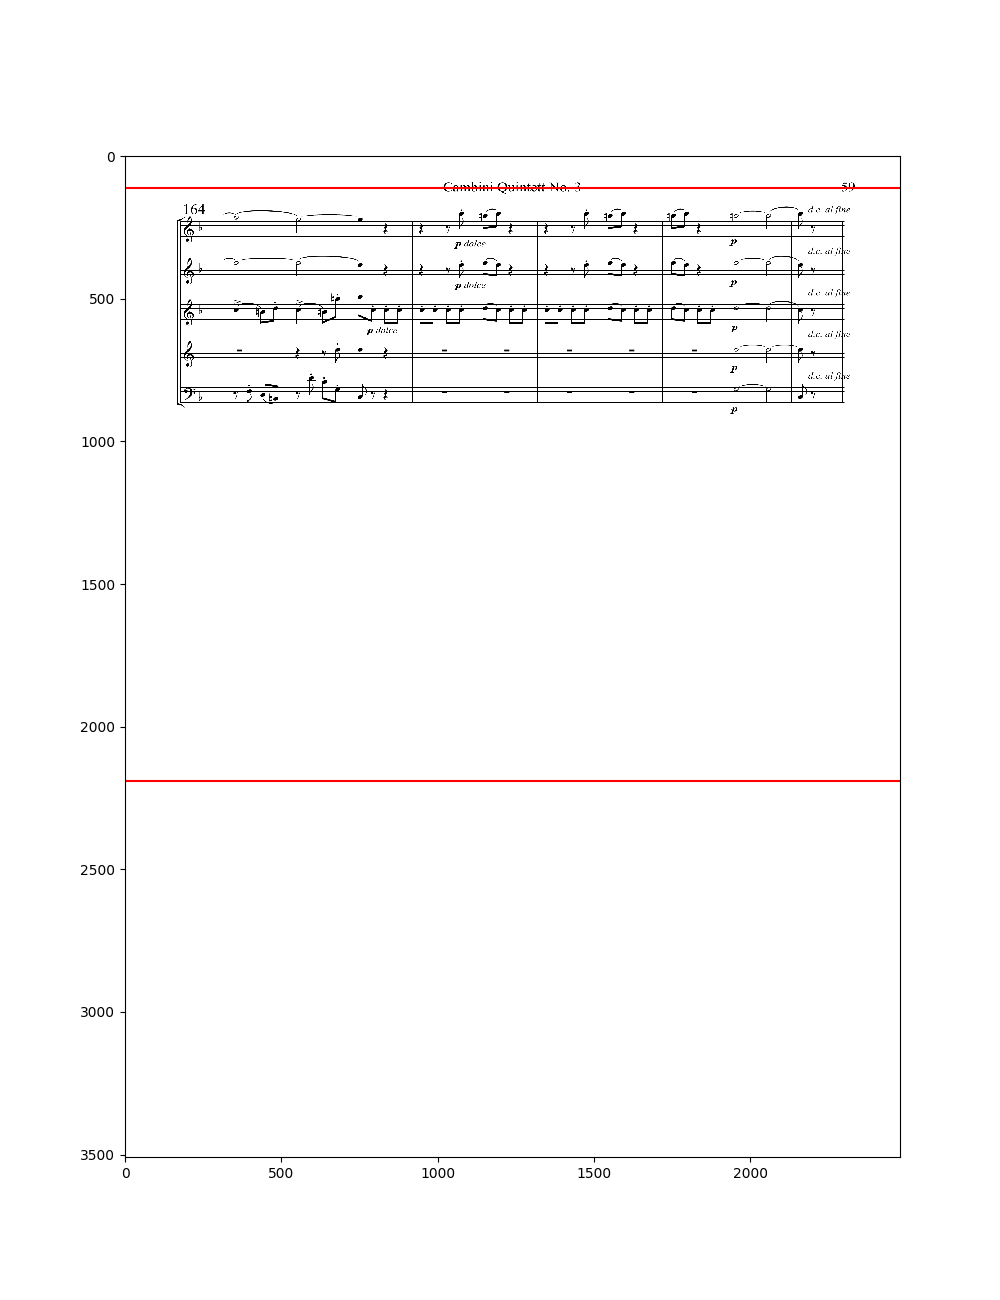 0
Cambini Quintett No. 3 59
164
d.c. al fine
p dolce p
d.c. al fine
p dolce p
500
d.c. al fine
p dolce p
d.c. al fine
p
d.c. al fine
p
1000
1500
2000
2500
3000
3500
0 500 1000 1500 2000